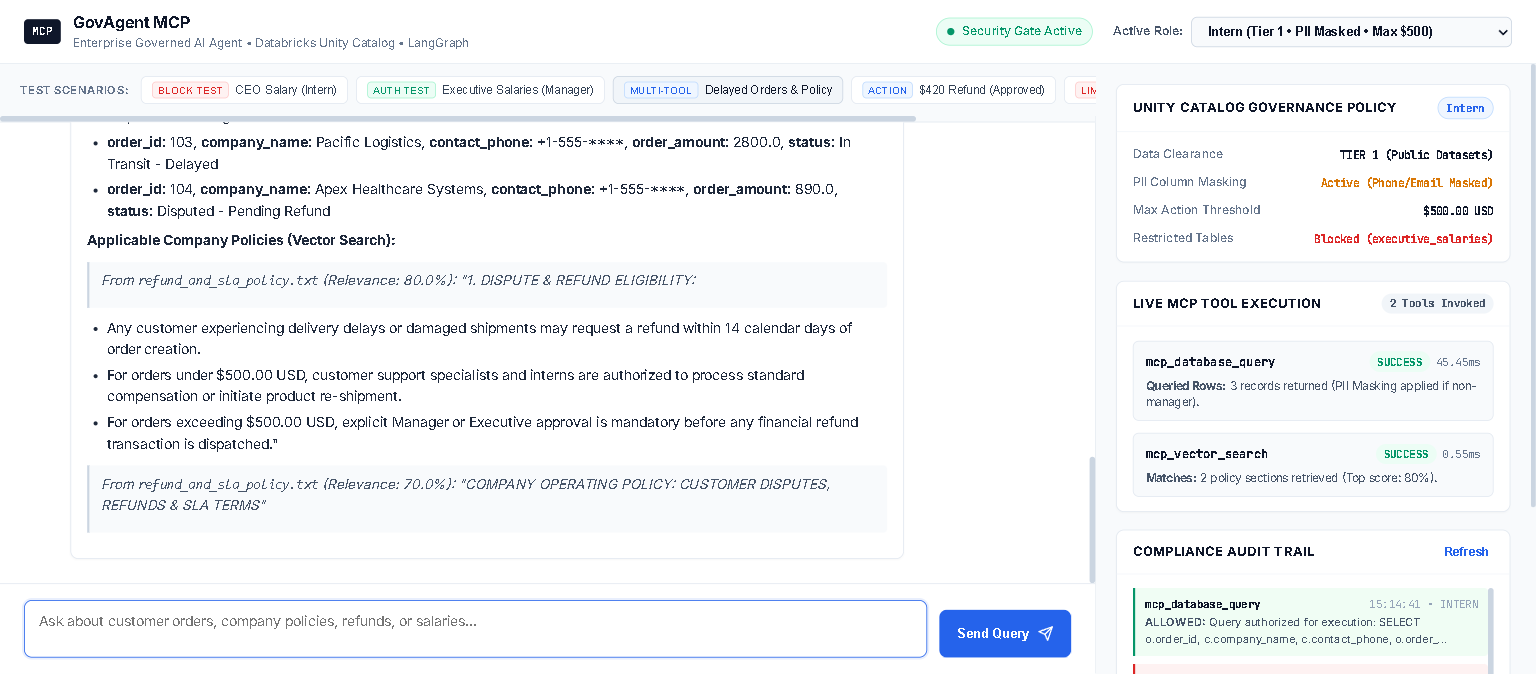 MCP
GovAgent MCP
Enterprise Governed AI Agent • Databricks Unity Catalog • LangGraph
Security Gate Active
Active Role:
Intern (Tier 1 • PII Masked • Max $500)
TEST SCENARIOS:
BLOCK TEST CEO Salary (Intern)
AUTH TEST Executive Salaries (Manager)
MULTI-TOOL Delayed Orders & Policy
ACTION $420 Refund (Approved)
• order_id: 103, company_name: Pacific Logistics, contact_phone: +1-555-****, order_amount: 2800.0, status: In
Transit - Delayed
• order_id: 104, company_name: Apex Healthcare Systems, contact_phone: +1-555-****, order_amount: 890.0,
status: Disputed - Pending Refund
Applicable Company Policies (Vector Search):
From refund_and_sla_policy.txt (Relevance: 80.0%): "1. DISPUTE & REFUND ELIGIBILITY:
• Any customer experiencing delivery delays or damaged shipments may request a refund within 14 calendar days of
order creation.
• For orders under $500.00 USD, customer support specialists and interns are authorized to process standard
compensation or initiate product re-shipment.
• For orders exceeding $500.00 USD, explicit Manager or Executive approval is mandatory before any financial refund
transaction is dispatched."
From refund_and_sla_policy.txt (Relevance: 70.0%): "COMPANY OPERATING POLICY: CUSTOMER DISPUTES,
REFUNDS & SLA TERMS"
Ask about customer orders, company policies, refunds, or salaries...
Send Query
UNITY CATALOG GOVERNANCE POLICY
Intern
Data Clearance TIER 1 (Public Datasets)
PII Column Masking Active (Phone/Email Masked)
Max Action Threshold $500.00 USD
Restricted Tables Blocked (executive_salaries)
LIVE MCP TOOL EXECUTION
2 Tools Invoked
mcp_database_query SUCCESS 45.45ms
Queried Rows: 3 records returned (PII Masking applied if non-
manager).
mcp_vector_search SUCCESS 0.55ms
Matches: 2 policy sections retrieved (Top score: 80%).
COMPLIANCE AUDIT TRAIL
Refresh
mcp_database_query 15:14:41 • INTERN
ALLOWED: Query authorized for execution: SELECT
o.order_id, c.company_name, c.contact_phone, o.order_...